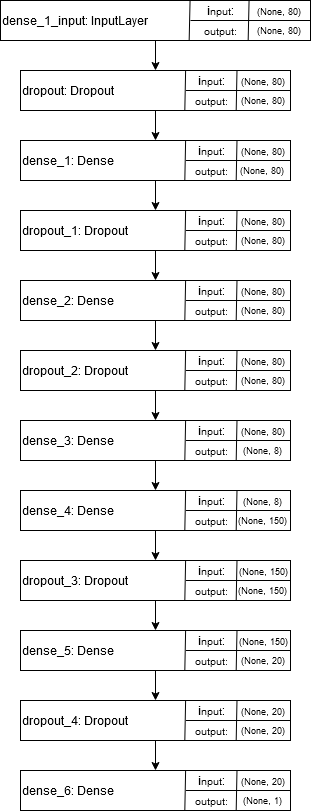 dense_1_input: InputLayer
input: (None, 80)
output: (None, 80)
dropout: Dropout
input: (None, 80)
output: (None, 80)
dense_1: Dense
input: (None, 80)
output: (None, 80)
dropout_1: Dropout
input: (None, 80)
output: (None, 80)
dense_2: Dense
input: (None, 80)
output: (None, 80)
dropout_2: Dropout
input: (None, 80)
output: (None, 80)
dense_3: Dense
input: (None, 80)
output: (None, 8)
dense_4: Dense
input: (None, 8)
output: (None, 150)
dropout_3: Dropout
input: (None, 150)
output: (None, 150)
dense_5: Dense
input: (None, 150)
output: (None, 20)
dropout_4: Dropout
input: (None, 20)
output: (None, 20)
dense_6: Dense
input: (None, 20)
output: (None, 1)